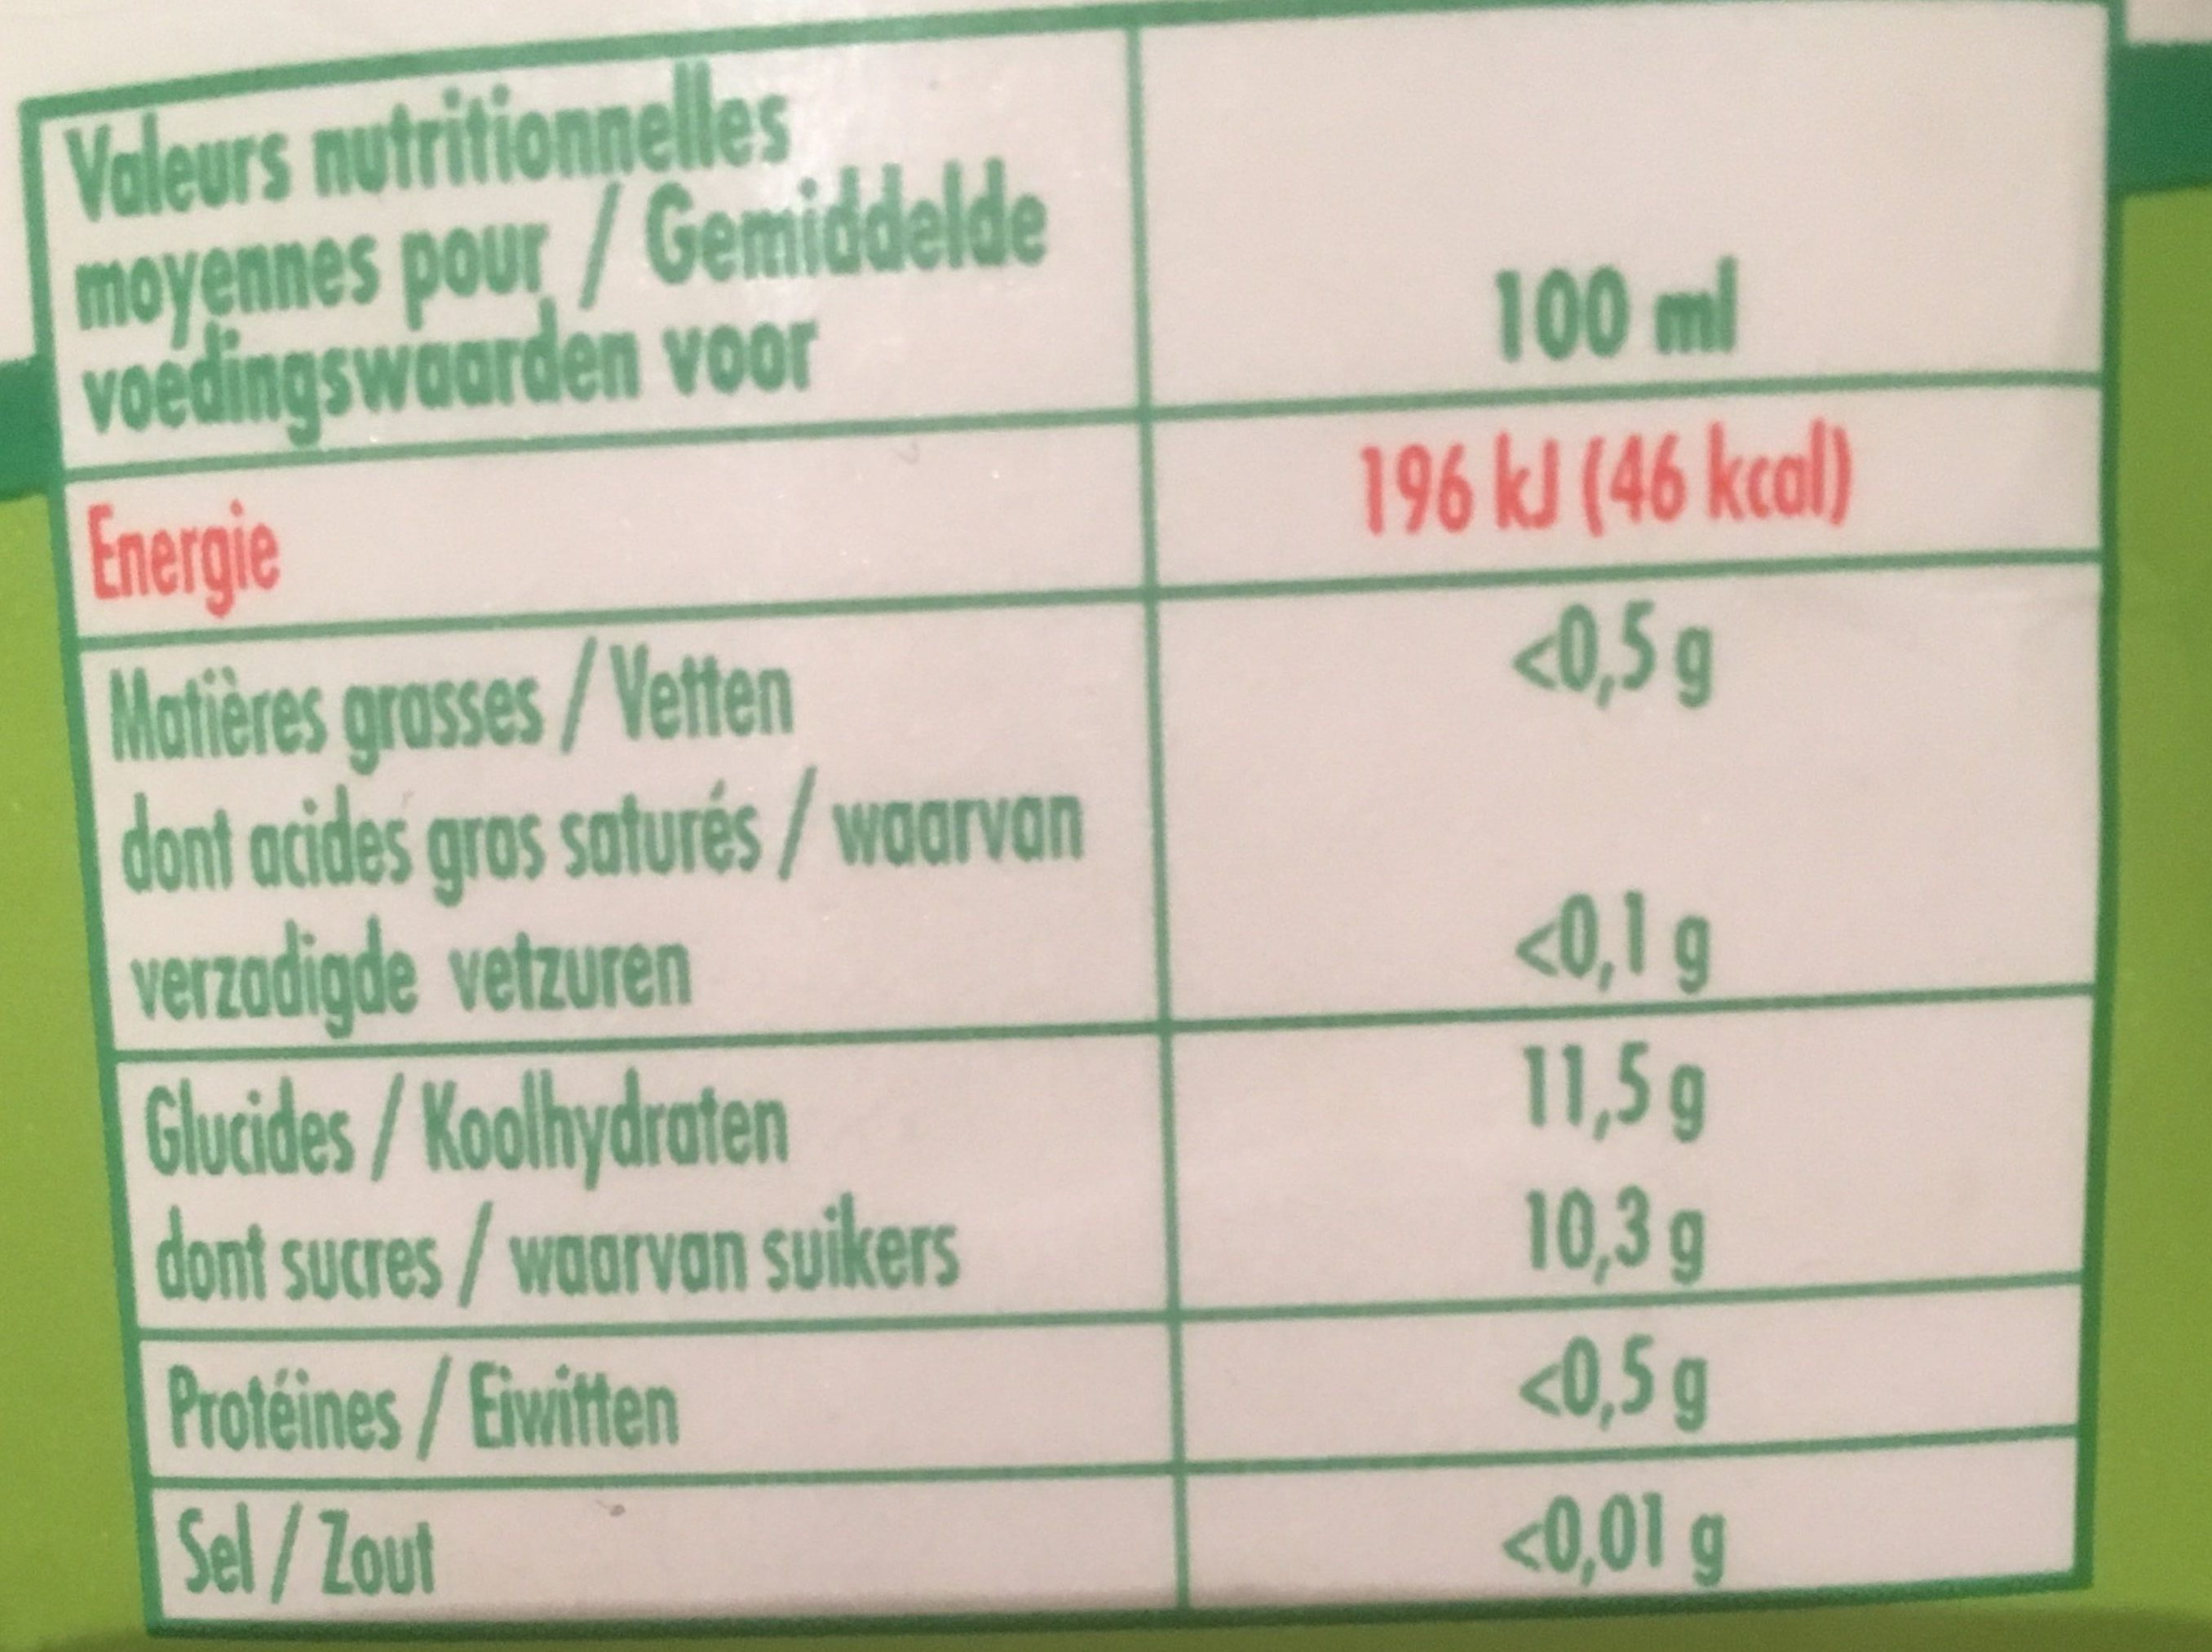 Valeurs nutritionnelles
moyennes pour / Gemiddelde
voedingswaarden voor
100 ml
Energie
196 kJ (46 kcal)
Matières grasses / Vetten
<0,5 g
dont acides gras saturés / waarvan
verzadigde vetzuren
<0,1 g
Glucides / Koolhydraten
11,5 g
dont sucres / waarvan suikers
10,3 g
Protéines / Eiwitten
<0,5 g
Sel / Zout
<0,01 g